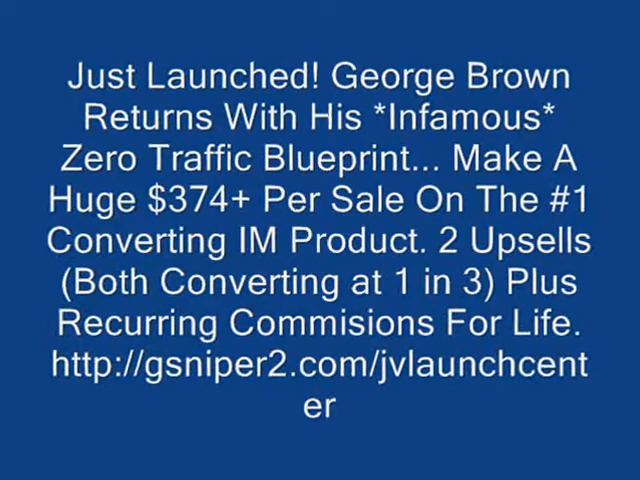 Just Launched! George Brown
Returns With His *Infamous*
Zero Traffic Blueprint... Make A
Huge $374+ Per Sale On The #1
Converting IM Product. 2 Upsells
(Both Converting at 1 in 3) Plus
Recurring Commisions For Life.
http://gsniper2.com/jvlaunchcent
er